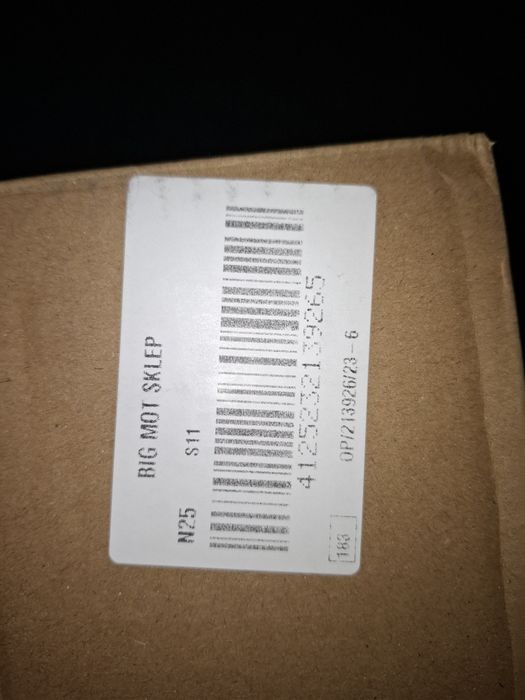 BIG MOT SKLEP
N25 S11
4125232139265
183 OP/213926/23-6